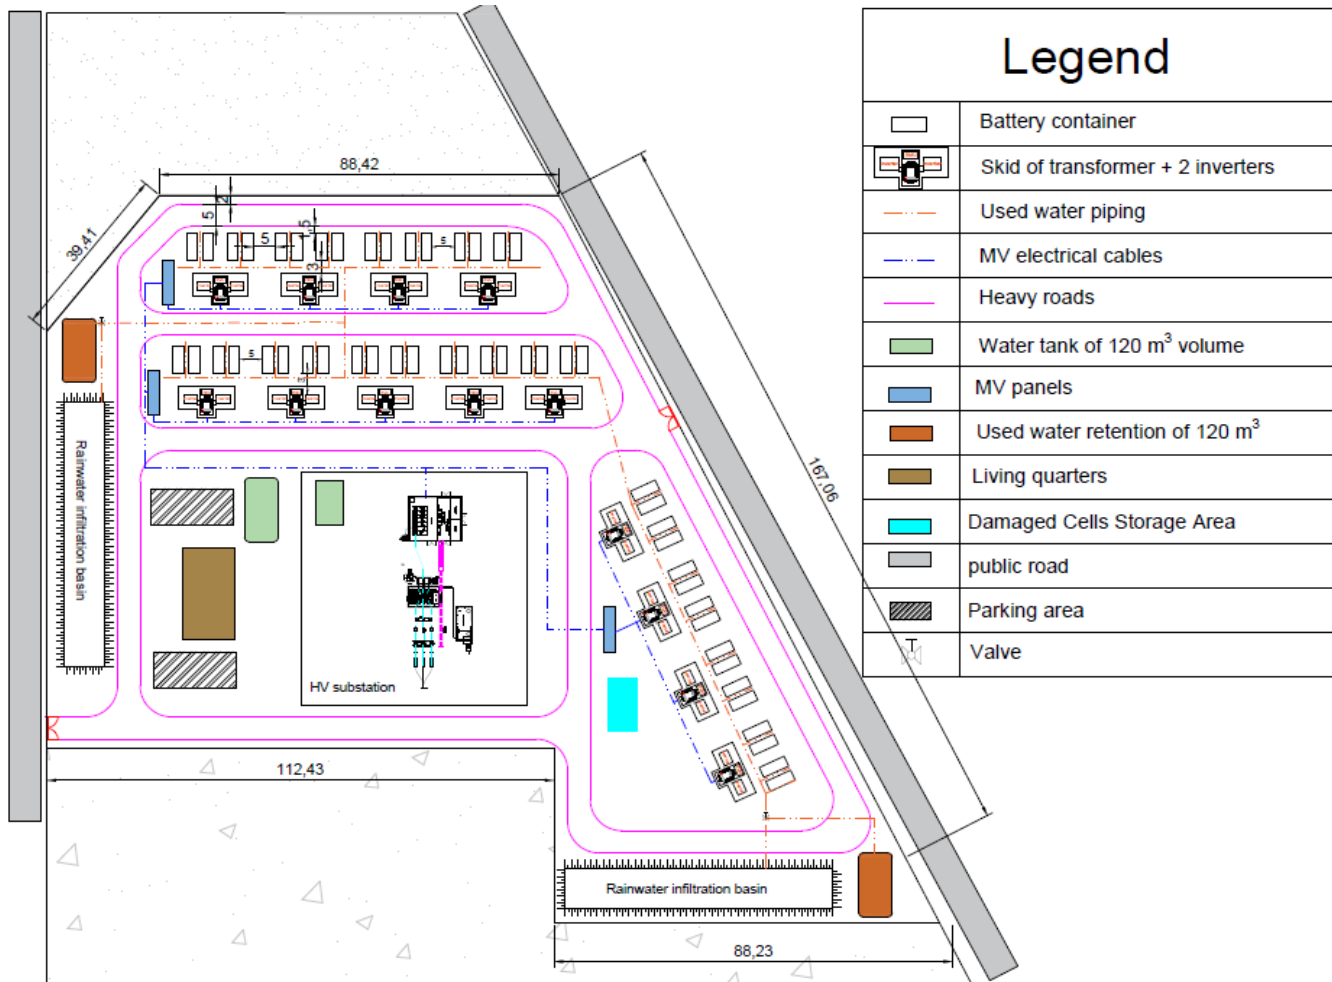 Legend
Battery container
Skid of transformer + 2 inverters
Used water piping
MV electrical cables
Heavy roads
Water tank of 120 m³ volume
MV panels
Used water retention of 120 m³
Living quarters
Damaged Cells Storage Area
public road
Parking area
Valve
88,42
39,41
2
5
5
5
5
3
5
3
167,06
Rainwater infiltration basin
HV substation
112,43
Rainwater infiltration basin
88,23